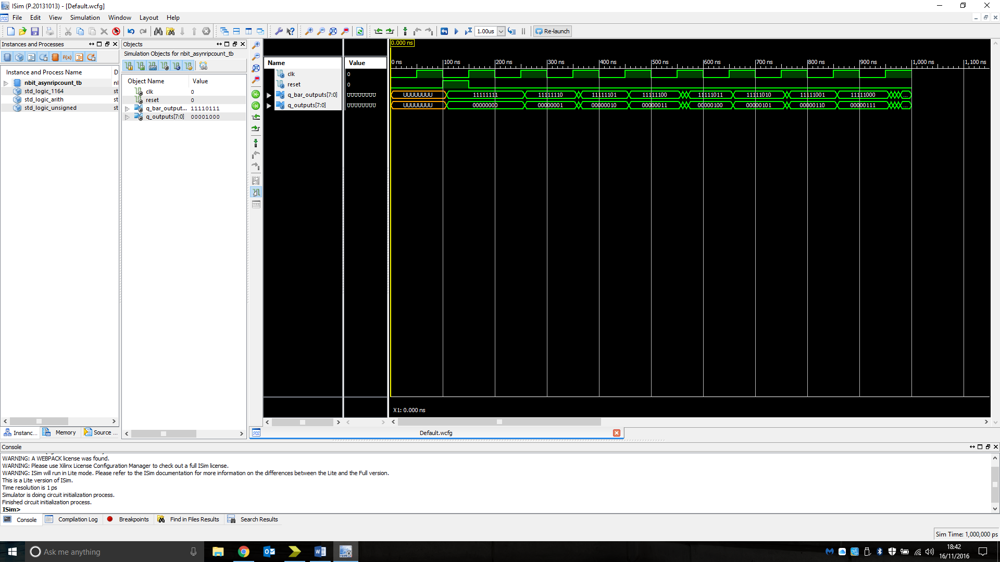 ISim (P.20131013) - [Default.wcfg]
File Edit View Simulation Window Layout Help
1.00us Re-launch
Instances and Processes
Instance and Process Name D
nbit_asynripcount_tb nl
std_logic_1164 st
std_logic_arith st
std_logic_unsigned st
Instanc... Memory Source ...
Objects
Simulation Objects for nbit_asynripcount_tb
Object Name Value
clk 0
reset 0
q_bar_output... 11110111
q_outputs[7:0] 00001000
Name Value
clk 0
reset 0
q_bar_outputs[7:0] UUUUUUUU
q_outputs[7:0] UUUUUUUU
0.000 ns
0 ns 100 ns 200 ns 300 ns 400 ns 500 ns 600 ns 700 ns 800 ns 900 ns 1,000 ns 1,100 ns
UUUUUUUU 11111111 11111110 11111101 11111100 11111011 11111010 11111001 11111000 ...
UUUUUUUU 00000000 00000001 00000010 00000011 00000100 00000101 00000110 00000111 ...
X1: 0.000 ns
Default.wcfg
Console
WARNING: A WEBPACK license was found.
WARNING: Please use Xilinx License Configuration Manager to check out a full ISim license.
WARNING: ISim will run in Lite mode. Please refer to the ISim documentation for more information on the differences between the Lite and the Full version.
This is a Lite version of ISim.
Time resolution is 1 ps
Simulator is doing circuit initialization process.
Finished circuit initialization process.
ISim>
Console Compilation Log Breakpoints Find in Files Results Search Results
Sim Time: 1,000,000 ps
Ask me anything
18:42
16/11/2016